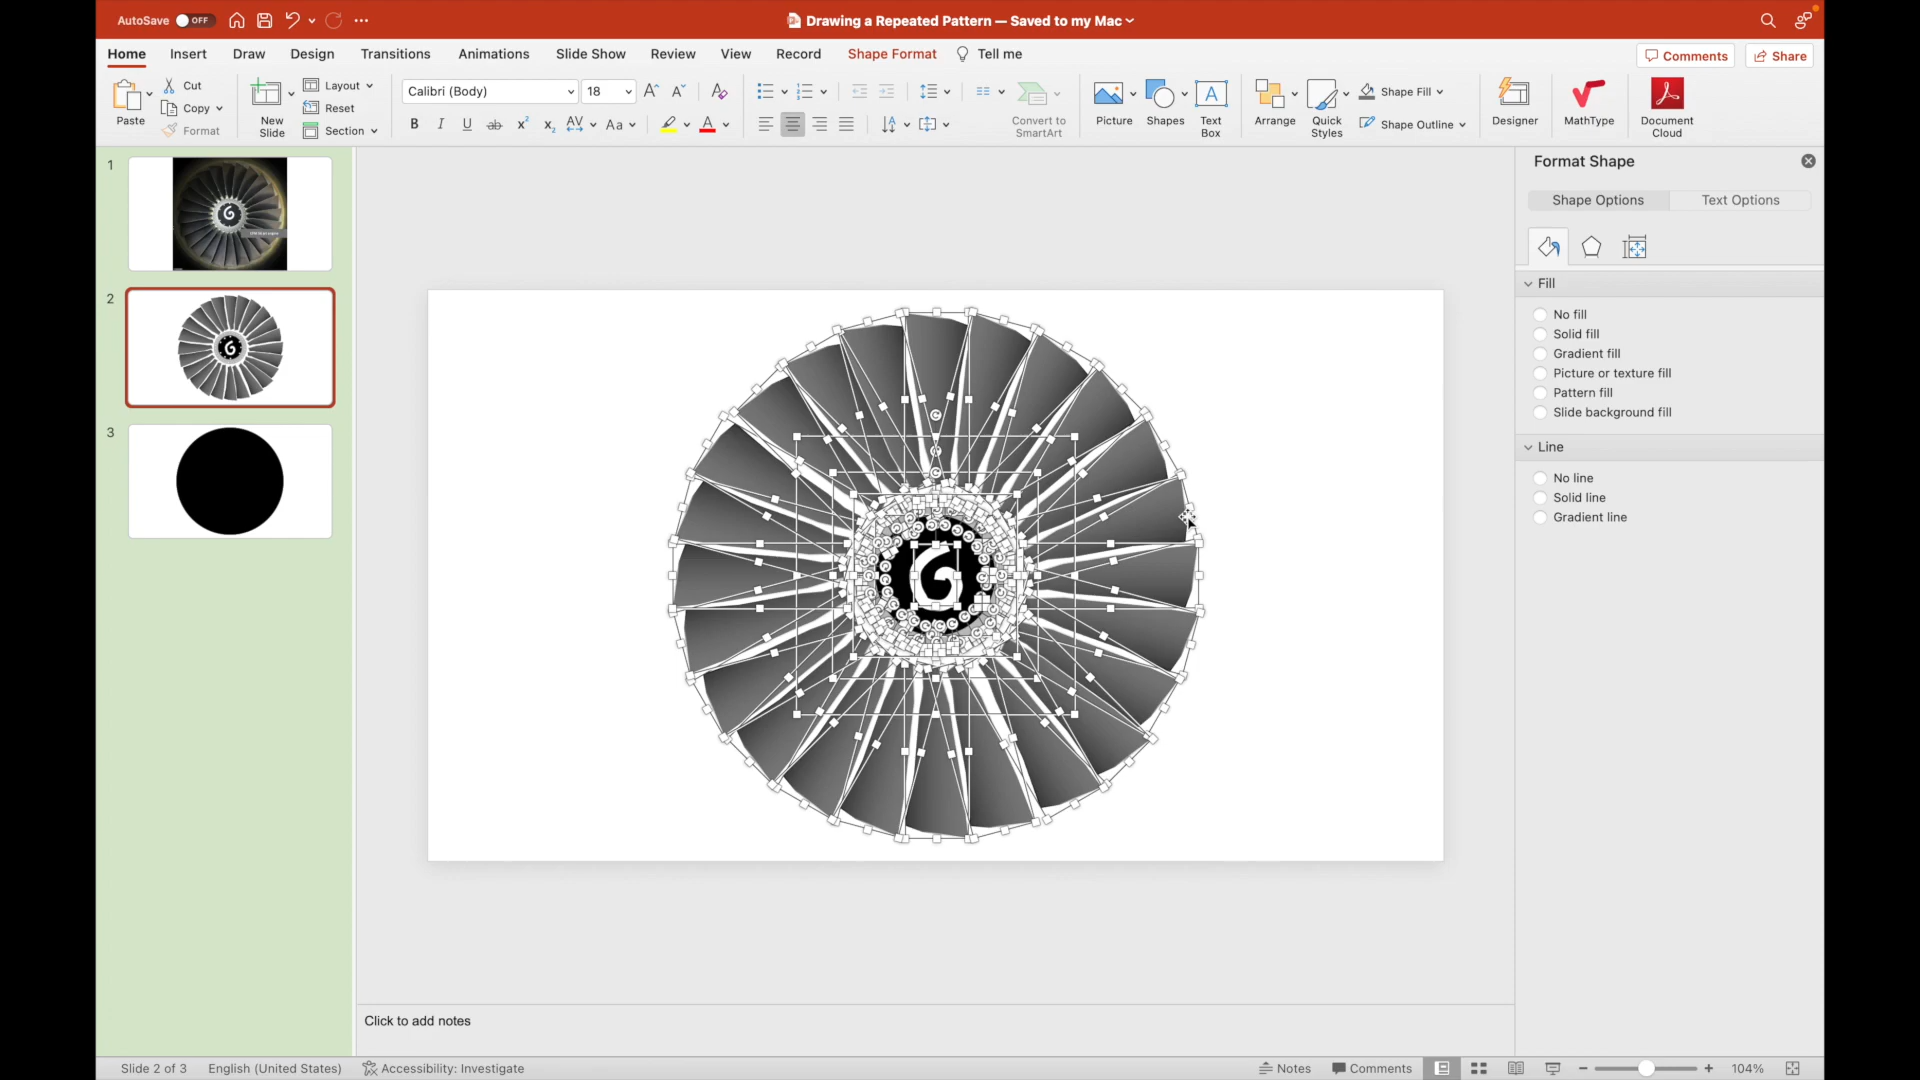 AutoSave OFF
Drawing a Repeated Pattern — Saved to my Mac
Home Insert Draw Design Transitions Animations Slide Show Review View Record Shape Format Tell me
Comments Share
Paste
Cut
Copy
Format
New
Slide
Layout
Reset
Section
Calibri (Body) 18
B I U ab x² x₂ AV Aa A
Convert to
SmartArt
Picture
Shapes
Text
Box
Arrange
Quick
Styles
Shape Fill
Shape Outline
Designer
MathType
Document
Cloud
1
2
3
Format Shape
Shape Options Text Options
Fill
No fill
Solid fill
Gradient fill
Picture or texture fill
Pattern fill
Slide background fill
Line
No line
Solid line
Gradient line
Click to add notes
Slide 2 of 3 English (United States) Accessibility: Investigate Notes Comments 104%